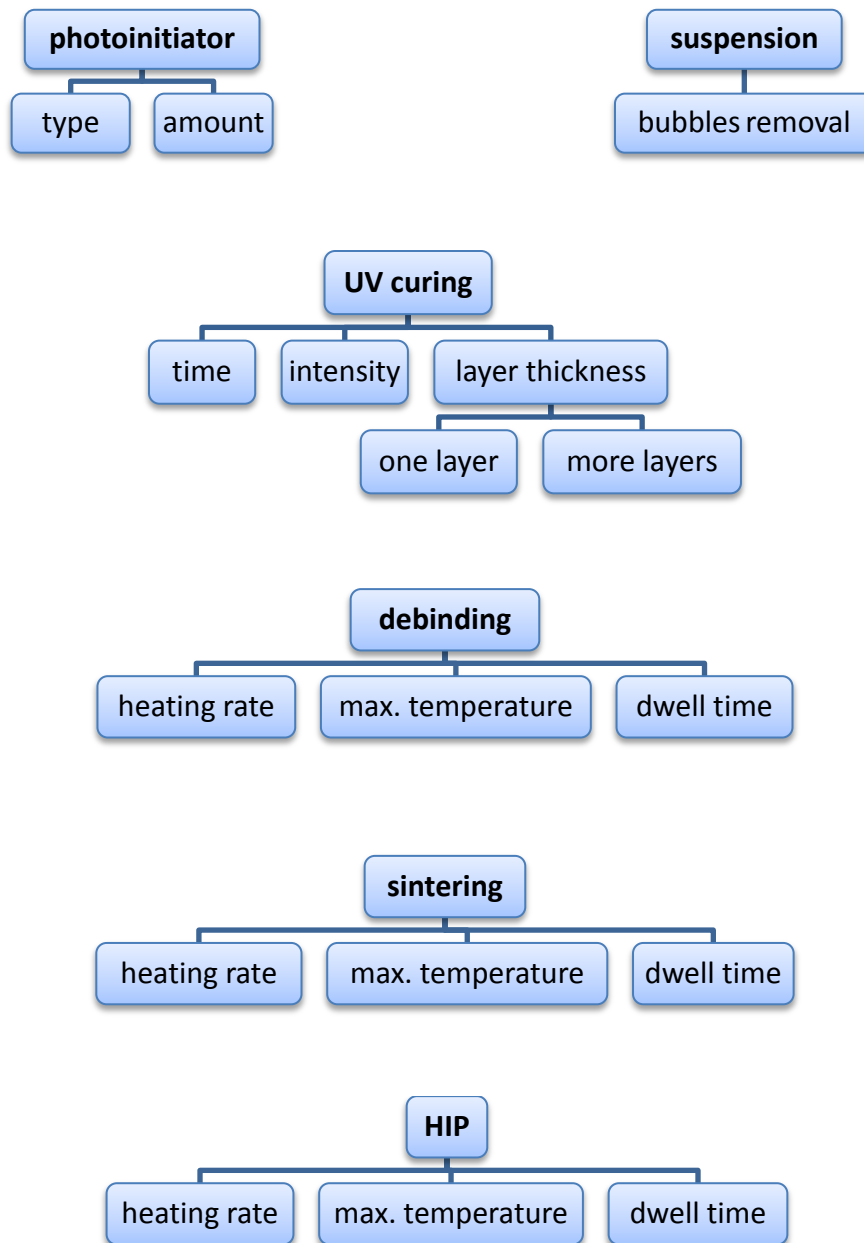 photoinitiator
suspension
type
amount
bubbles removal
UV curing
time
intensity
layer thickness
one layer
more layers
debinding
heating rate
max. temperature
dwell time
sintering
heating rate
max. temperature
dwell time
HIP
heating rate
max. temperature
dwell time